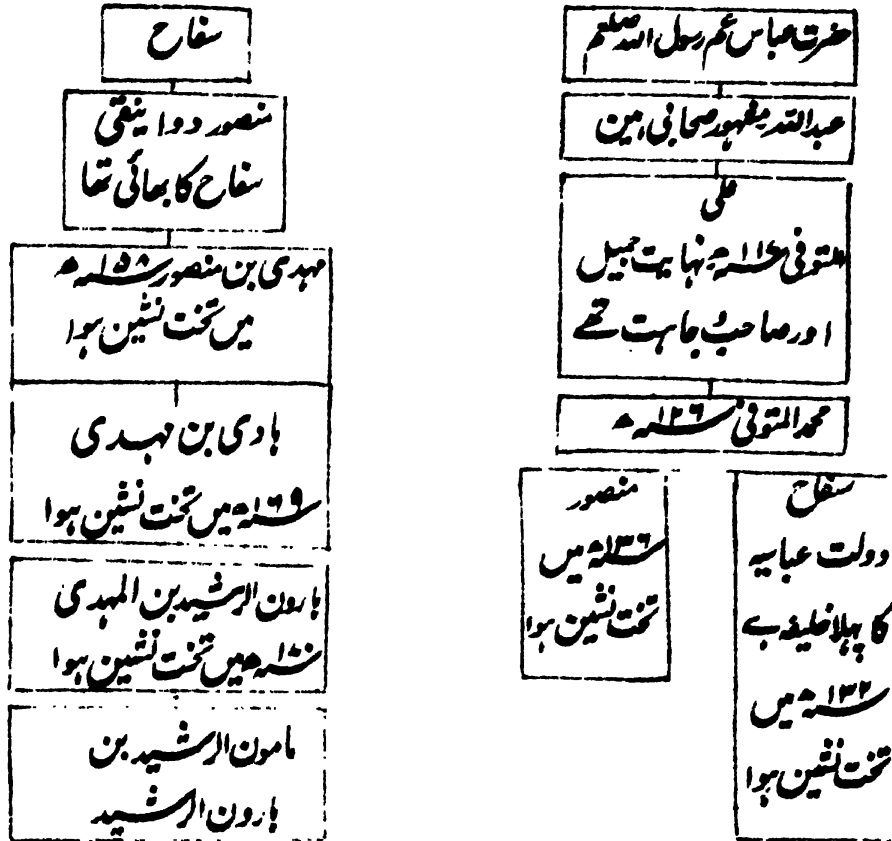 حضرت عباس عم رسول اللہ صلعم
عبداللہ مشہور صحابی ہین
علی
المتوفی ۱۱۷ھ نہایت جمیل
اور صاحب وجاہت تھے
محمد المتوفی ۱۲۶ھ
سفاح
دولت عباسیہ
کا پہلا خلیفہ ہے
۱۳۲ھ میں
تخت نشین ہوا
منصور
۱۳۶ھ میں
تخت نشین ہوا
سفاح
منصور دوانیقی
سفاح کا بھائی تھا
مہدی بن منصور ۱۵۸ھ
میں تخت نشین ہوا
ہادی بن مہدی
۱۶۹ھ میں تخت نشین ہوا
ہارون الرشید بن المہدی
۱۷۰ھ میں تخت نشین ہوا
مامون الرشید بن
ہارون الرشید